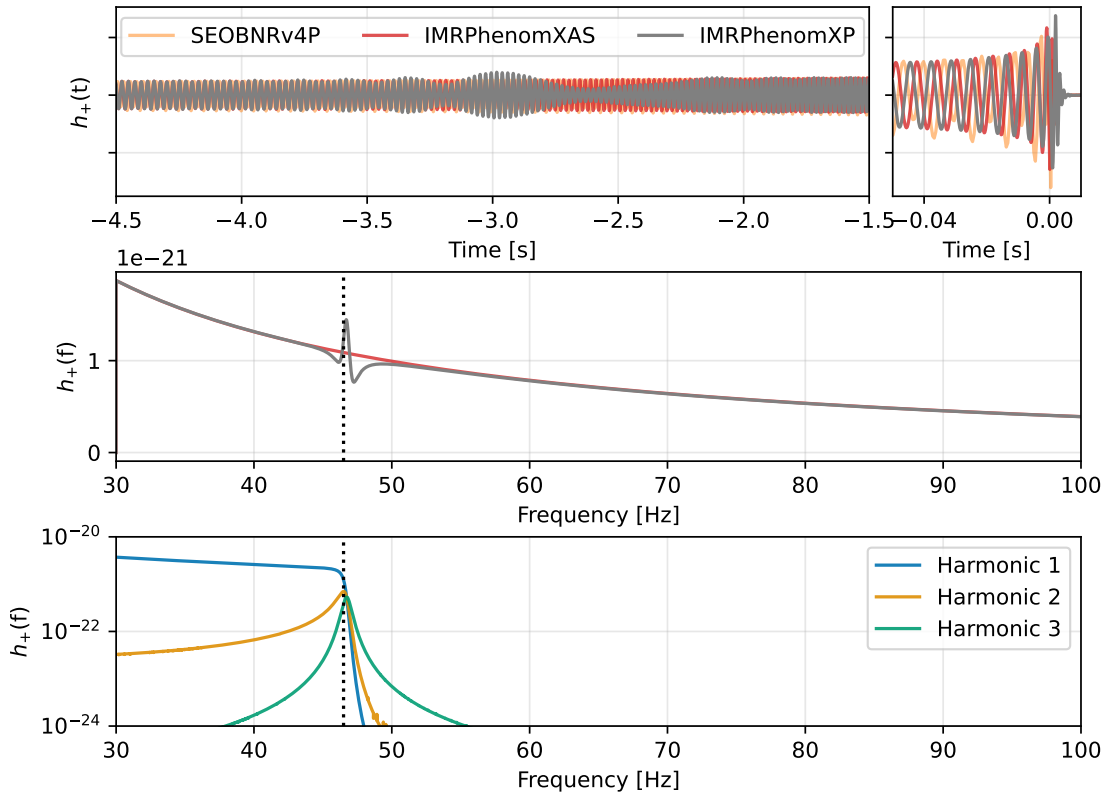 SEOBNRv4P IMRPhenomXAS IMRPhenomXP
h₊(t)
−4.5 −4.0 −3.5 −3.0 −2.5 −2.0 −1.5 −0.04 0.00
Time [s] Time [s]
1e−21
1
0
h₊(f)
30 40 50 60 70 80 90 100
Frequency [Hz]
10⁻²⁰
10⁻²²
10⁻²⁴
h₊(f)
Harmonic 1
Harmonic 2
Harmonic 3
30 40 50 60 70 80 90 100
Frequency [Hz]